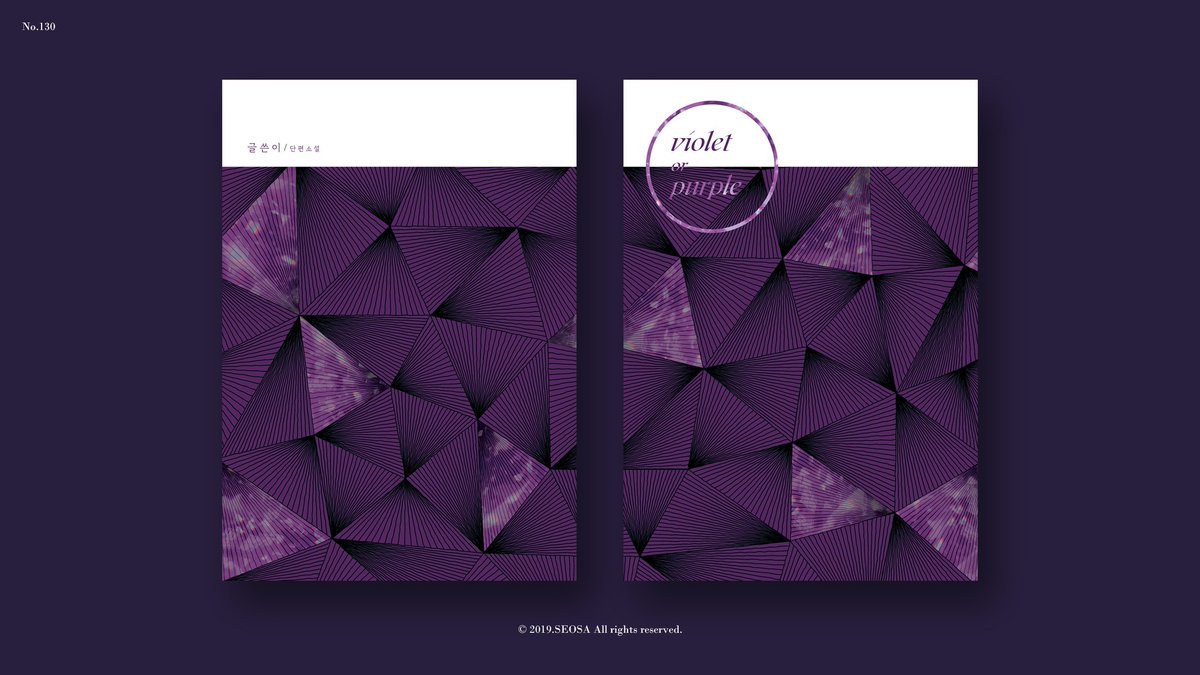 No.130
글쓴이 / 단편소설
violet
or
purple
© 2019.SEOSA All rights reserved.